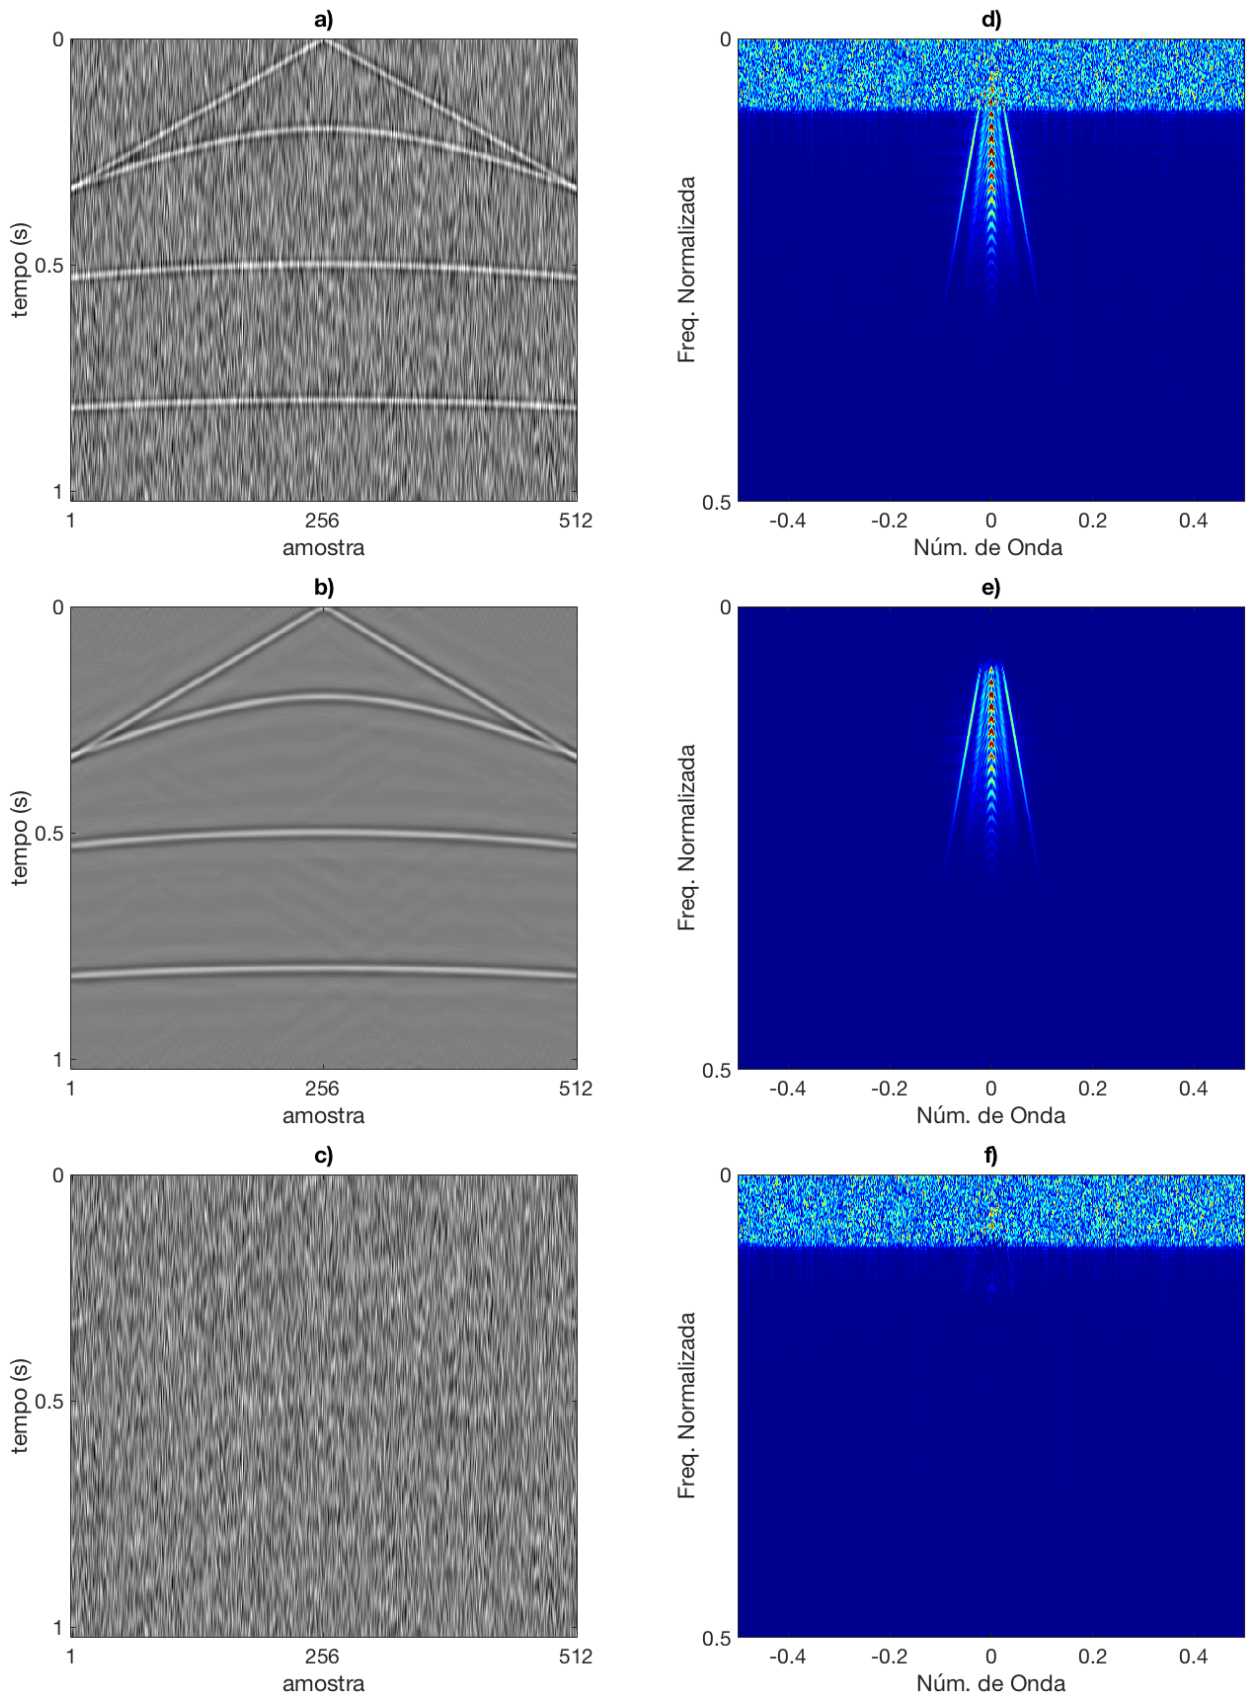 a)
0
0.5
1
tempo (s)
1 256 512
amostra
d)
0
0.5
Freq. Normalizada
-0.4 -0.2 0 0.2 0.4
Núm. de Onda
b)
0
0.5
1
tempo (s)
1 256 512
amostra
e)
0
0.5
Freq. Normalizada
-0.4 -0.2 0 0.2 0.4
Núm. de Onda
c)
0
0.5
1
tempo (s)
1 256 512
amostra
f)
0
0.5
Freq. Normalizada
-0.4 -0.2 0 0.2 0.4
Núm. de Onda